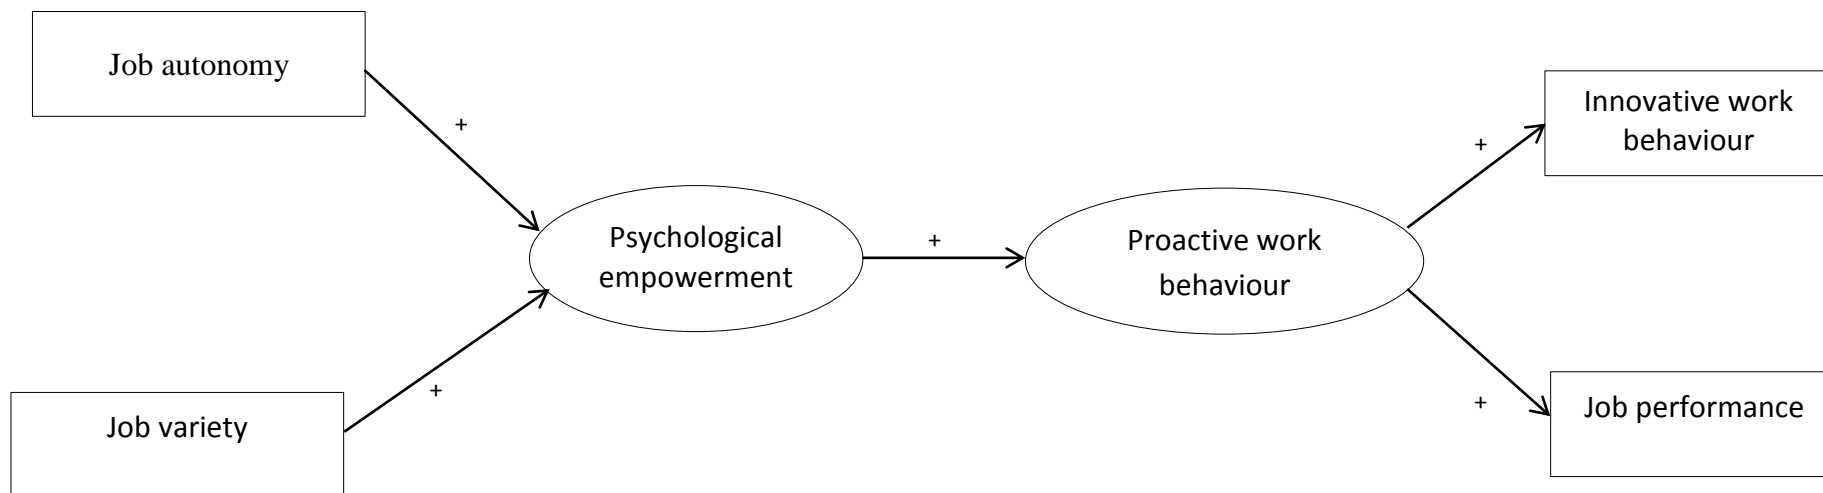 Job autonomy
+
Job variety
+
Psychological
empowerment
+
Proactive work
behaviour
+
Innovative work
behaviour
+
Job performance